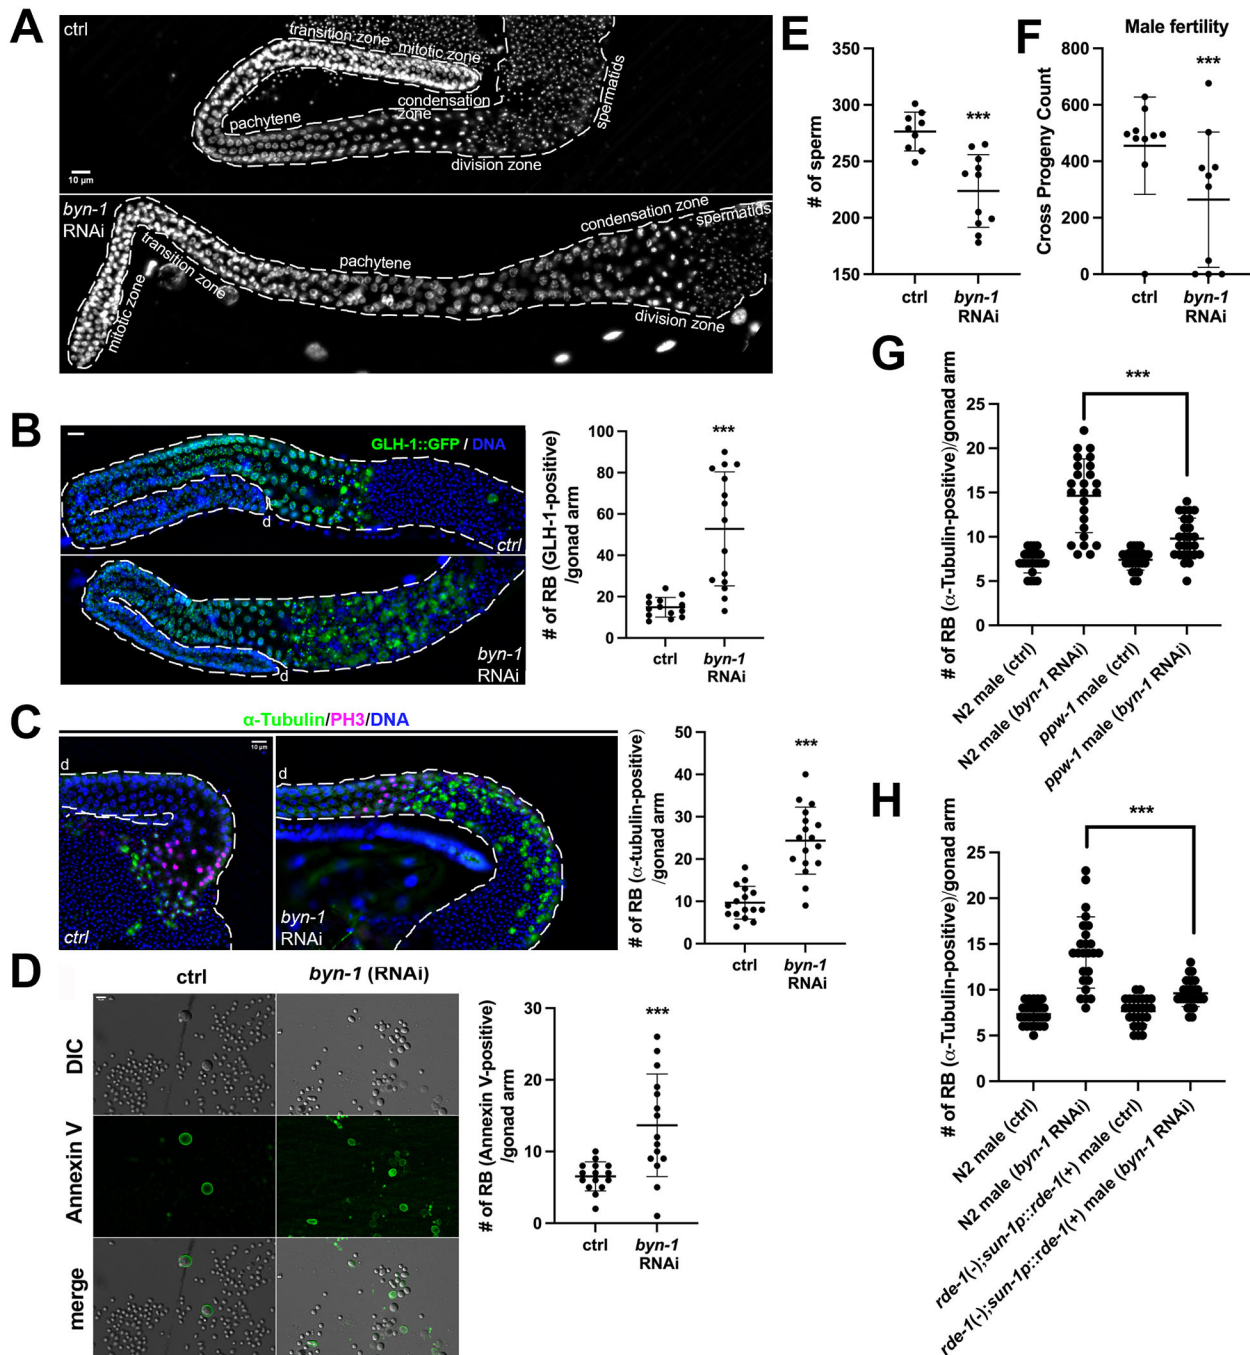 A
ctrl
transition zone
mitotic zone
condensation
zone
pachytene
spermatids
division zone
10 µm
byn-1
RNAi
condensation zone
spermatids
pachytene
transition zone
mitotic zone
division zone
B
GLH-1::GFP / DNA
d
ctrl
d
byn-1
RNAi
# of RB (GLH-1-positive)
/gonad arm
100
80
60
40
20
0
***
ctrl
byn-1
RNAi
C
α-Tubulin/PH3/DNA
d
10 µm
ctrl
d
byn-1
RNAi
# of RB (α-tubulin-positive)
/gonad arm
50
40
30
20
10
0
***
ctrl
byn-1
RNAi
D
ctrl
byn-1 (RNAi)
DIC
Annexin V
merge
# of RB (Annexin V-positive)
/gonad arm
30
20
10
0
***
ctrl
byn-1
RNAi
E
# of sperm
300
250
200
150
***
ctrl
byn-1
RNAi
F
Male fertility
Cross Progeny Count
800
600
400
200
0
***
ctrl
byn-1
RNAi
G
# of RB (α-Tubulin-positive)/gonad arm
25
20
15
10
5
0
***
N2 male (ctrl)
N2 male (byn-1 RNAi)
ppw-1 male (ctrl)
ppw-1 male (byn-1 RNAi)
H
# of RB (α-Tubulin-positive)/gonad arm
25
20
15
10
5
0
***
N2 male (ctrl)
N2 male (byn-1 RNAi)
rde-1(-);sun-1p::rde-1(+) male (ctrl)
rde-1(-);sun-1p::rde-1(+) male (byn-1 RNAi)